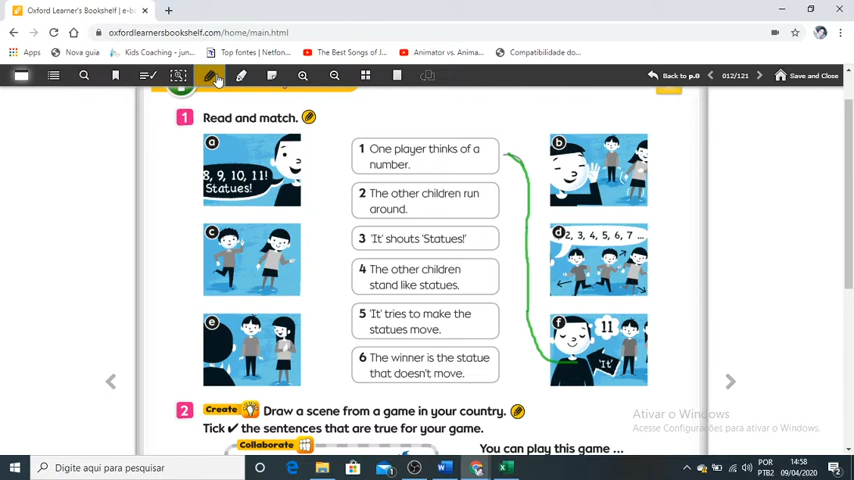 Oxford Learner's Bookshelf | e-bo
oxfordlearnersbookshelf.com/home/main.html
Apps
Nova guia
Kids Coaching - jun...
Top fontes | Netfon...
The Best Songs of J...
Animator vs. Anima...
Compatibilidade do...
Back to p.0
012/121
Save and Close
1 Read and match.
a
8, 9, 10, 11!
Statues!
1 One player thinks of a
number.
b
2 The other children run
around.
c
3 'It' shouts 'Statues!'
d
2, 3, 4, 5, 6, 7 ...
4 The other children
stand like statues.
e
5 'It' tries to make the
statues move.
f
11
'It'
6 The winner is the statue
that doesn't move.
2 Create Draw a scene from a game in your country.
Tick ✔ the sentences that are true for your game.
Collaborate
You can play this game ...
Ativar o Windows
Acesse Configurações para ativar o Windows.
Digite aqui para pesquisar
POR
PTB2
14:58
09/04/2020
2